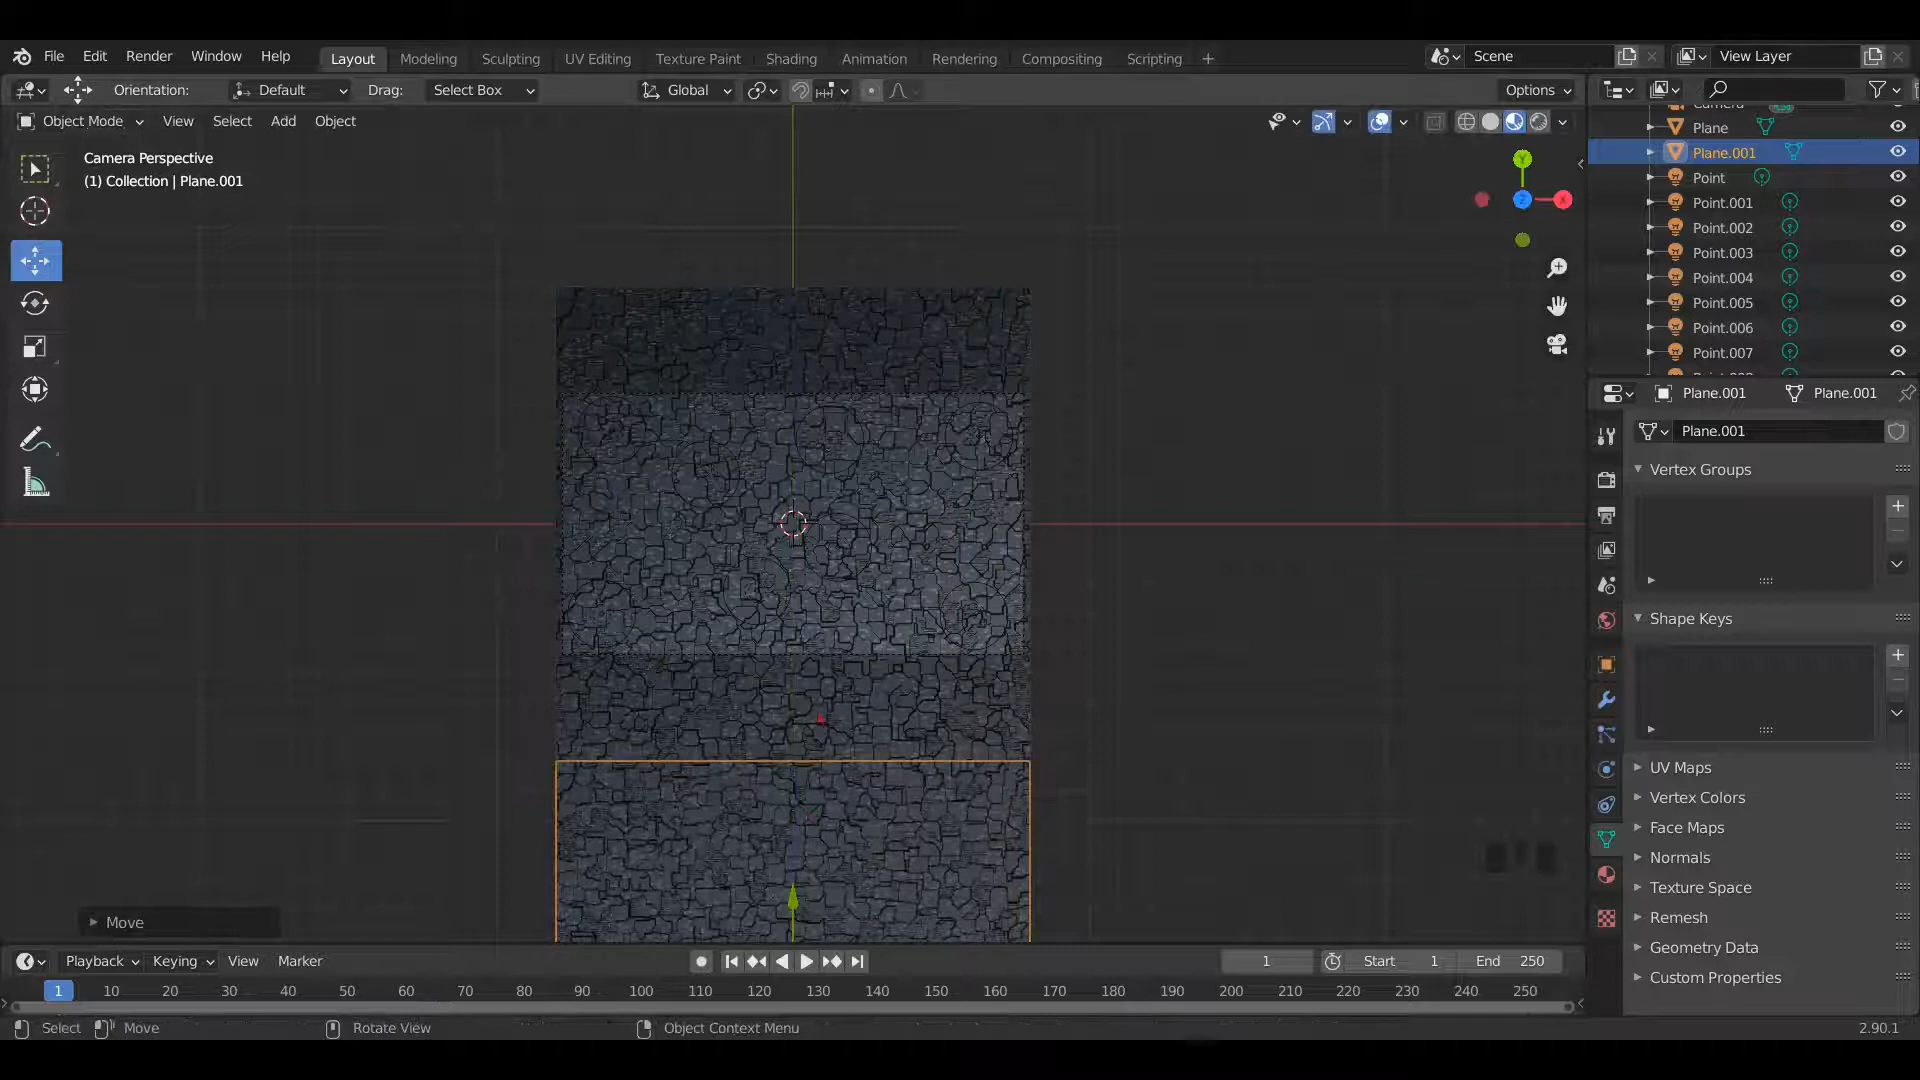 File Edit Render Window Help Layout Modeling Sculpting UV Editing Texture Paint Shading Animation Rendering Compositing Scripting + Scene View Layer
Orientation: Default Drag: Select Box Global Options
Object Mode View Select Add Object
Camera Perspective
(1) Collection | Plane.001
Y
Z X
Camera
Plane
Plane.001
Point
Point.001
Point.002
Point.003
Point.004
Point.005
Point.006
Point.007
Plane.001 Plane.001
Plane.001
Vertex Groups
Shape Keys
UV Maps
Vertex Colors
Face Maps
Normals
Texture Space
Remesh
Geometry Data
Custom Properties
Move
Playback Keying View Marker 1 Start 1 End 250
1 10 20 30 40 50 60 70 80 90 100 110 120 130 140 150 160 170 180 190 200 210 220 230 240 250
Select Move Rotate View Object Context Menu 2.90.1